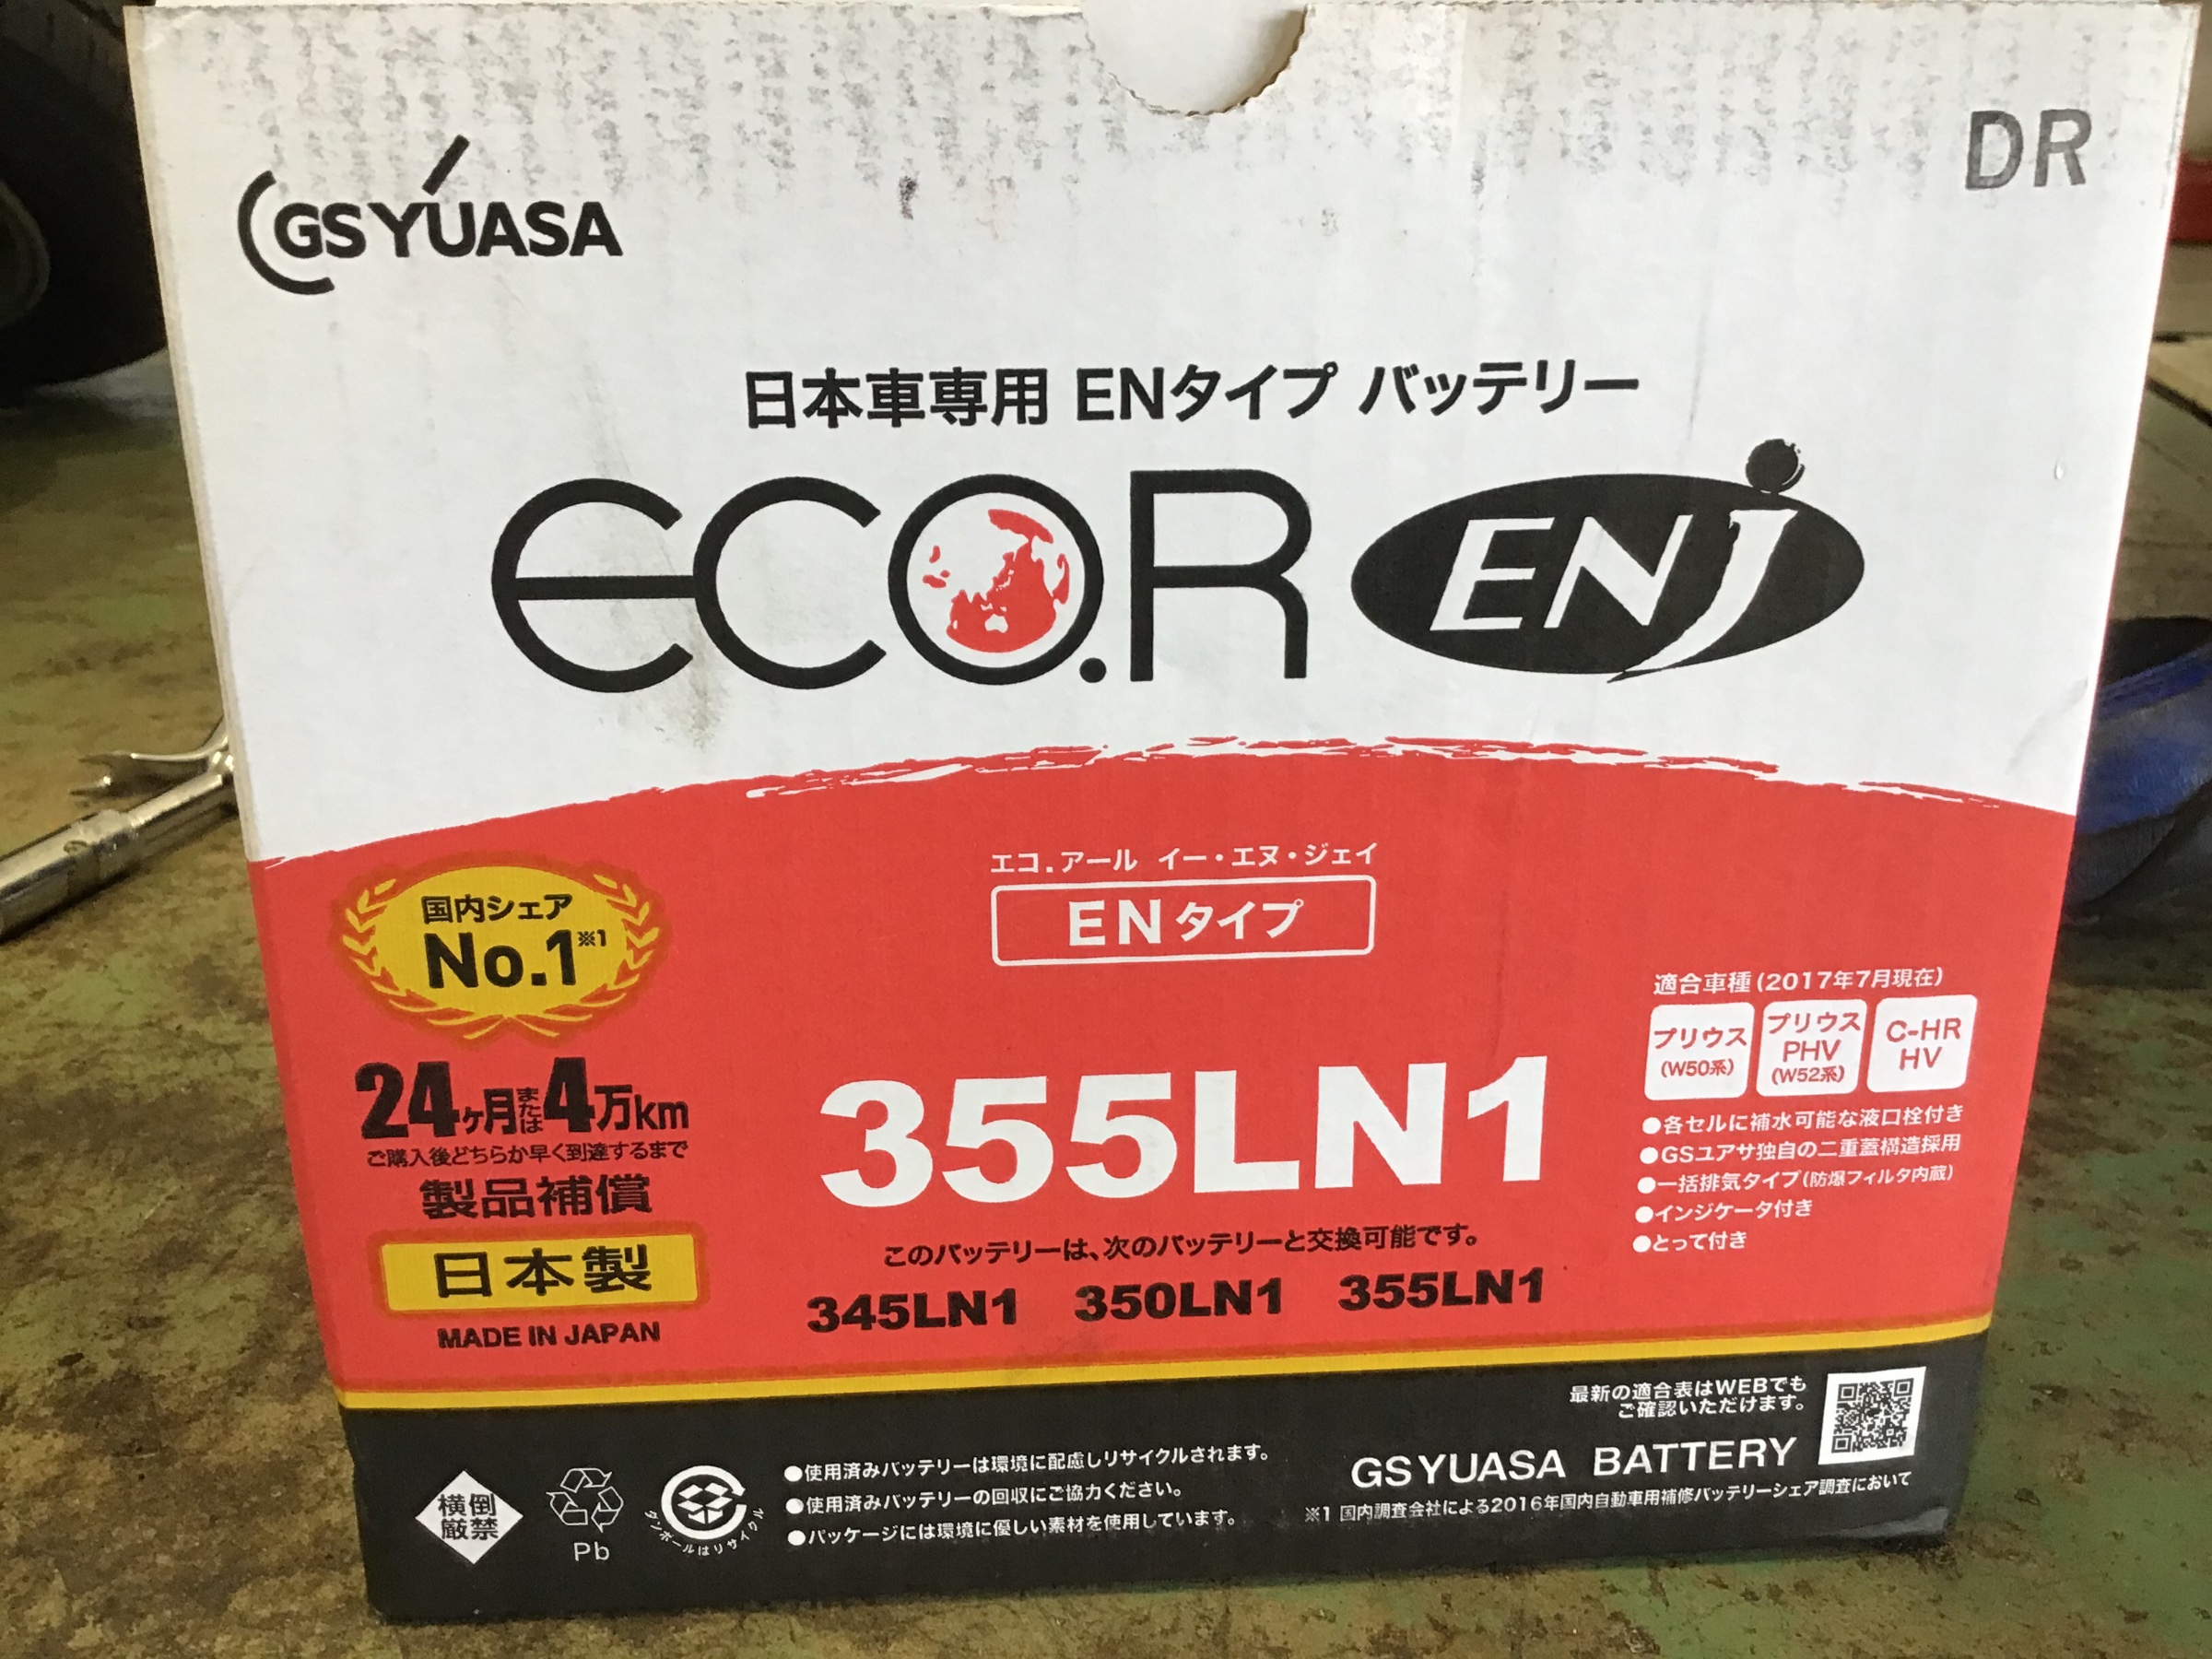 DR
GS YUASA
日本車専用 ENタイプ バッテリー
eco.R ENJ
エコ.アール イー・エヌ・ジェイ
ENタイプ
国内シェア
No.1※1
24ヶ月または4万km
ご購入後どちらか早く到達するまで
製品補償
日本製
MADE IN JAPAN
355LN1
このバッテリーは、次のバッテリーと交換可能です。
345LN1 350LN1 355LN1
適合車種(2017年7月現在)
プリウス
(W50系)
プリウス
PHV
(W52系)
C-HR
HV
●各セルに補水可能な液口栓付き
●GSユアサ独自の二重蓋構造採用
●一括排気タイプ(防爆フィルタ内蔵)
●インジケータ付き
●とって付き
横倒
厳禁
Pb
ダンボールはリサイクル
●使用済みバッテリーは環境に配慮しリサイクルされます。
●使用済みバッテリーの回収にご協力ください。
●パッケージには環境に優しい素材を使用しています。
最新の適合表はWEBでも
ご確認いただけます。
GS YUASA BATTERY
※1 国内調査会社による2016年国内自動車用補修バッテリーシェア調査において